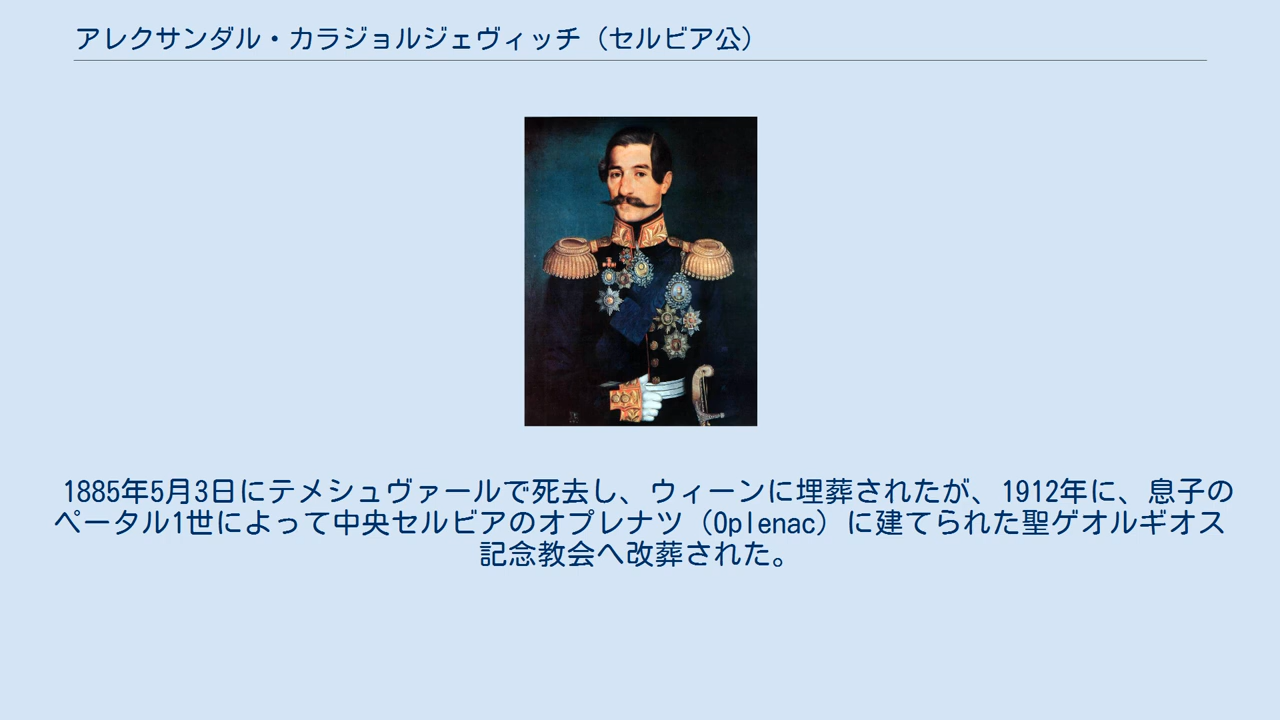 アレクサンダル・カラジョルジェヴィッチ（セルビア公）
1885年5月3日にテメシュヴァールで死去し、ウィーンに埋葬されたが、1912年に、息子の
ペータル1世によって中央セルビアのオプレナツ（Oplenac）に建てられた聖ゲオルギオス
記念教会へ改葬された。